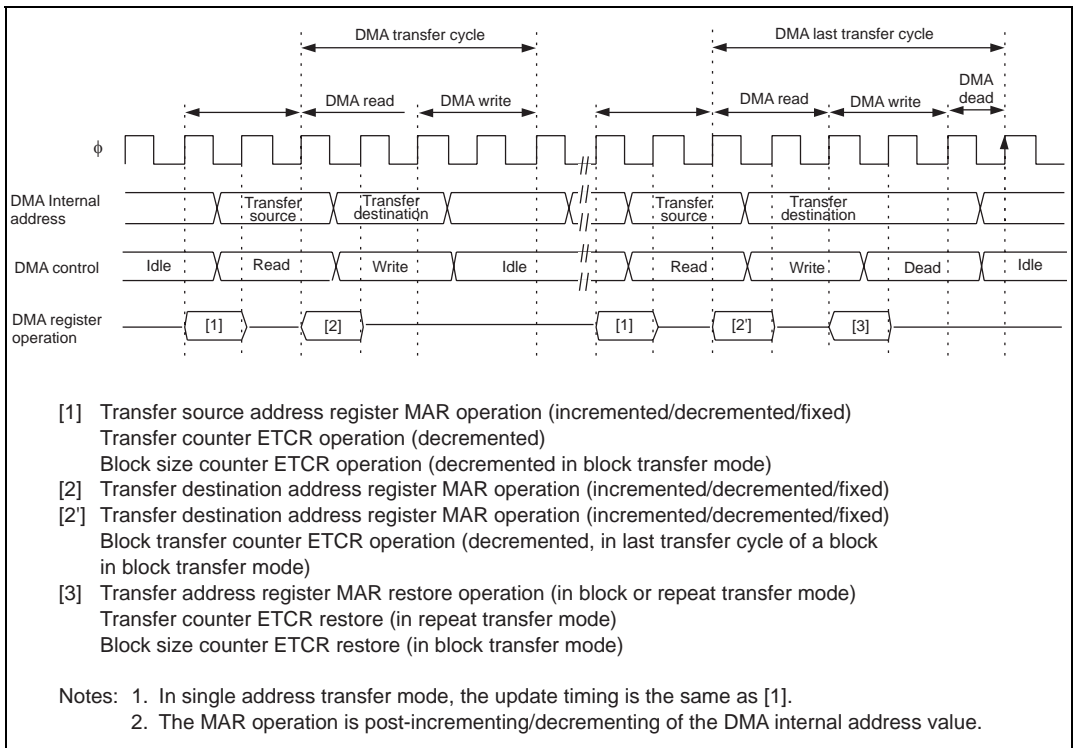 DMA transfer cycle
DMA last transfer cycle
DMA read
DMA write
DMA read
DMA write
DMA
dead
ϕ
DMA Internal
address
Transfer
source
Transfer
destination
Transfer
source
Transfer
destination
DMA control
Idle
Read
Write
Idle
Read
Write
Dead
Idle
DMA register
operation
[1]
[2]
[1]
[2']
[3]
[1] Transfer source address register MAR operation (incremented/decremented/fixed)
Transfer counter ETCR operation (decremented)
Block size counter ETCR operation (decremented in block transfer mode)
[2] Transfer destination address register MAR operation (incremented/decremented/fixed)
[2'] Transfer destination address register MAR operation (incremented/decremented/fixed)
Block transfer counter ETCR operation (decremented, in last transfer cycle of a block
in block transfer mode)
[3] Transfer address register MAR restore operation (in block or repeat transfer mode)
Transfer counter ETCR restore (in repeat transfer mode)
Block size counter ETCR restore (in block transfer mode)
Notes: 1. In single address transfer mode, the update timing is the same as [1].
2. The MAR operation is post-incrementing/decrementing of the DMA internal address value.